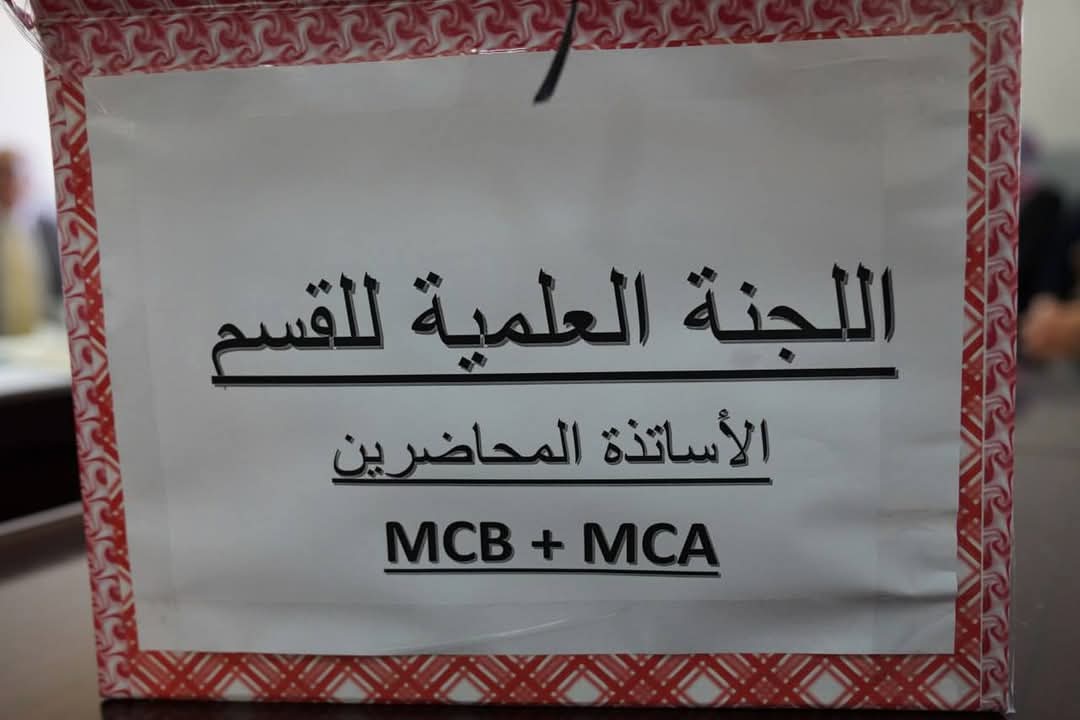 اللجنة العلمية للقسم
الأساتذة المحاضرين
MCB + MCA